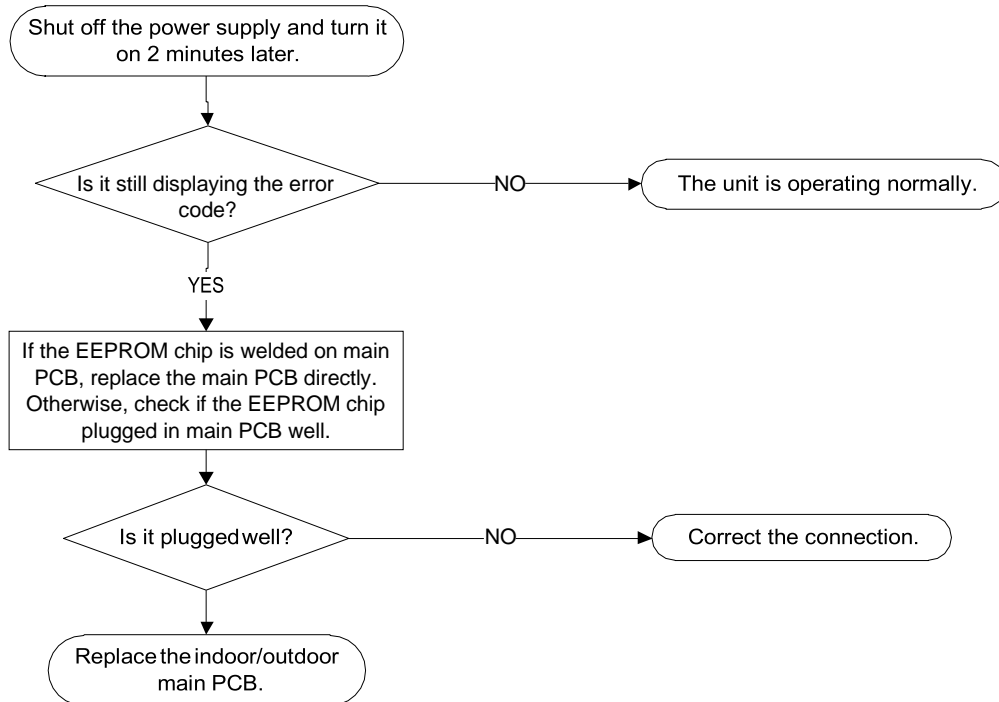 Shut off the power supply and turn it
on 2 minutes later.
Is it still displaying the error
code?
NO
The unit is operating normally.
YES
If the EEPROM chip is welded on main
PCB, replace the main PCB directly.
Otherwise, check if the EEPROM chip
plugged in main PCB well.
Is it plugged well?
NO
Correct the connection.
Replace the indoor/outdoor
main PCB.